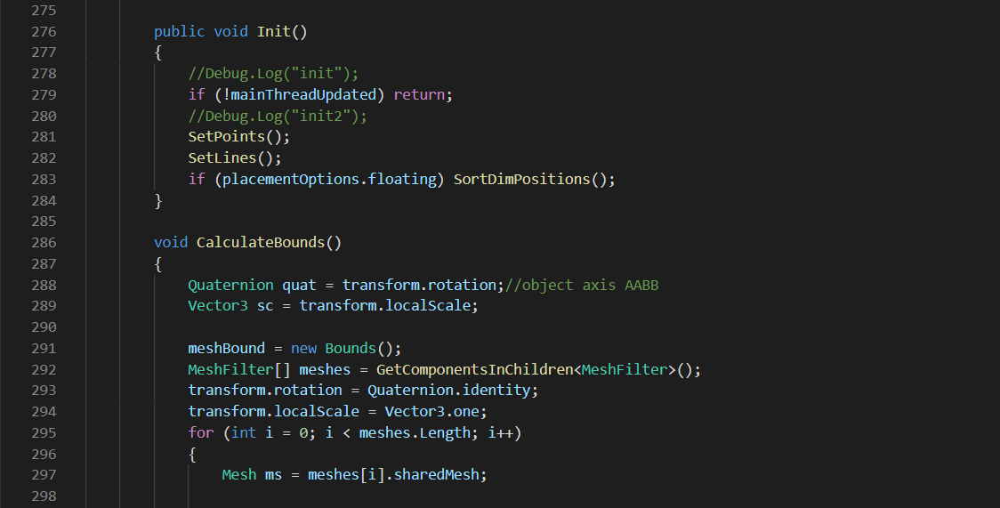 275
276 public void Init()
277 {
278 //Debug.Log("init");
279 if (!mainThreadUpdated) return;
280 //Debug.Log("init2");
281 SetPoints();
282 SetLines();
283 if (placementOptions.floating) SortDimPositions();
284 }
285
286 void CalculateBounds()
287 {
288 Quaternion quat = transform.rotation;//object axis AABB
289 Vector3 sc = transform.localScale;
290
291 meshBound = new Bounds();
292 MeshFilter[] meshes = GetComponentsInChildren<MeshFilter>();
293 transform.rotation = Quaternion.identity;
294 transform.localScale = Vector3.one;
295 for (int i = 0; i < meshes.Length; i++)
296 {
297 Mesh ms = meshes[i].sharedMesh;
298